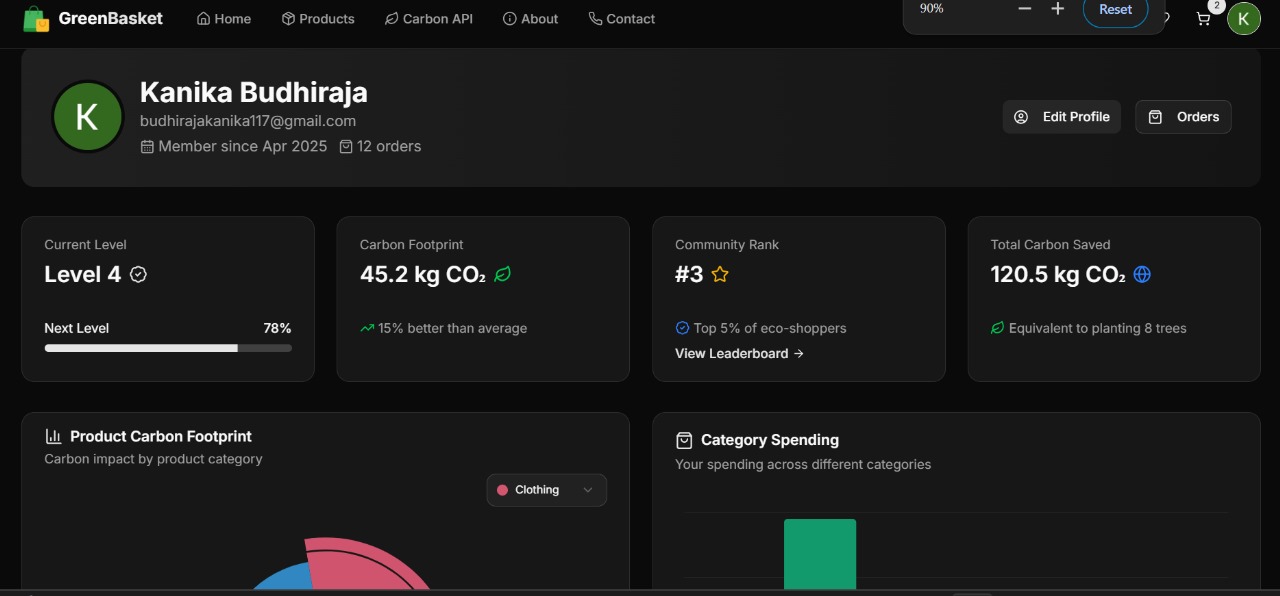 GreenBasket Home Products Carbon API About Contact 90% Reset 2 K
K
Kanika Budhiraja
budhirajakanika117@gmail.com
Member since Apr 2025 12 orders
Edit Profile Orders
Current Level
Level 4
Next Level 78%
Carbon Footprint
45.2 kg CO₂
15% better than average
Community Rank
#3
Top 5% of eco-shoppers
View Leaderboard →
Total Carbon Saved
120.5 kg CO₂
Equivalent to planting 8 trees
Product Carbon Footprint
Carbon impact by product category
Clothing
Category Spending
Your spending across different categories